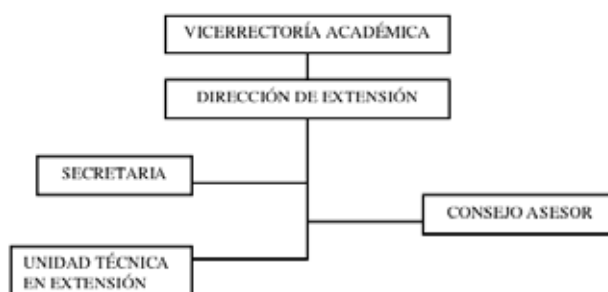 VICERRECTORÍA ACADÉMICA
DIRECCIÓN DE EXTENSIÓN
SECRETARIA
CONSEJO ASESOR
UNIDAD TÉCNICA
EN EXTENSIÓN